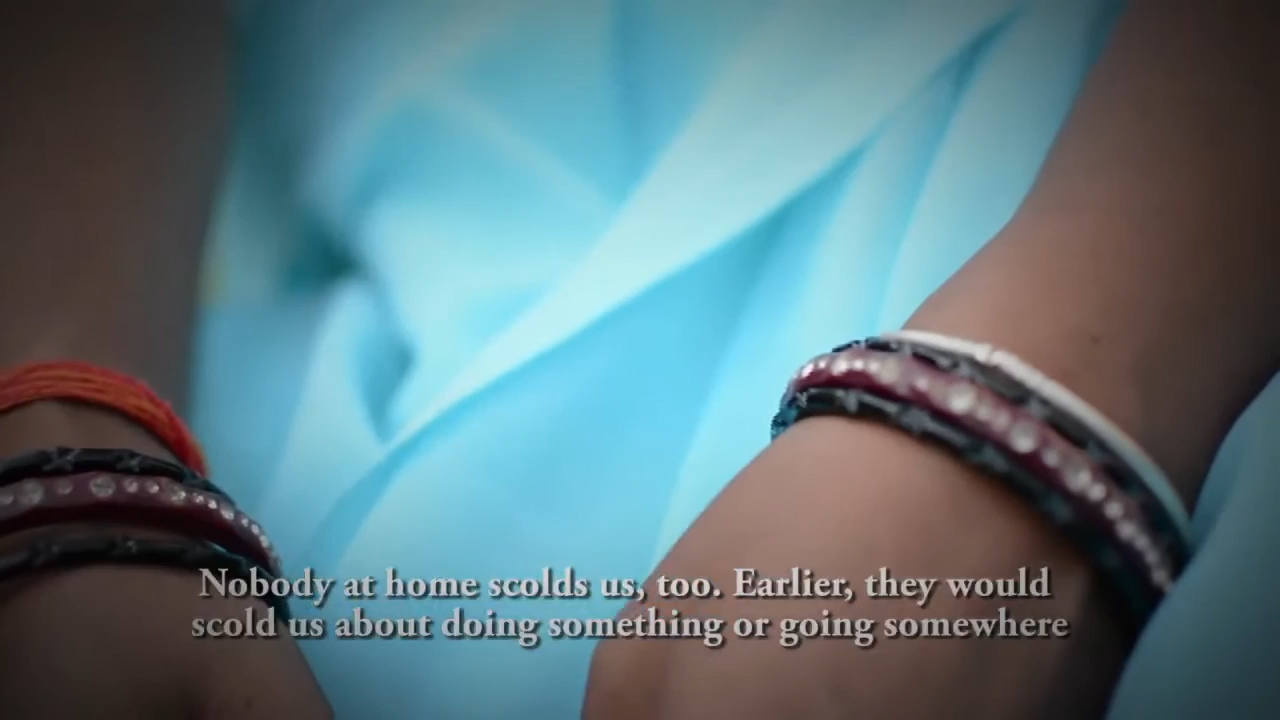 Nobody at home scolds us, too. Earlier, they would
scold us about doing something or going somewhere